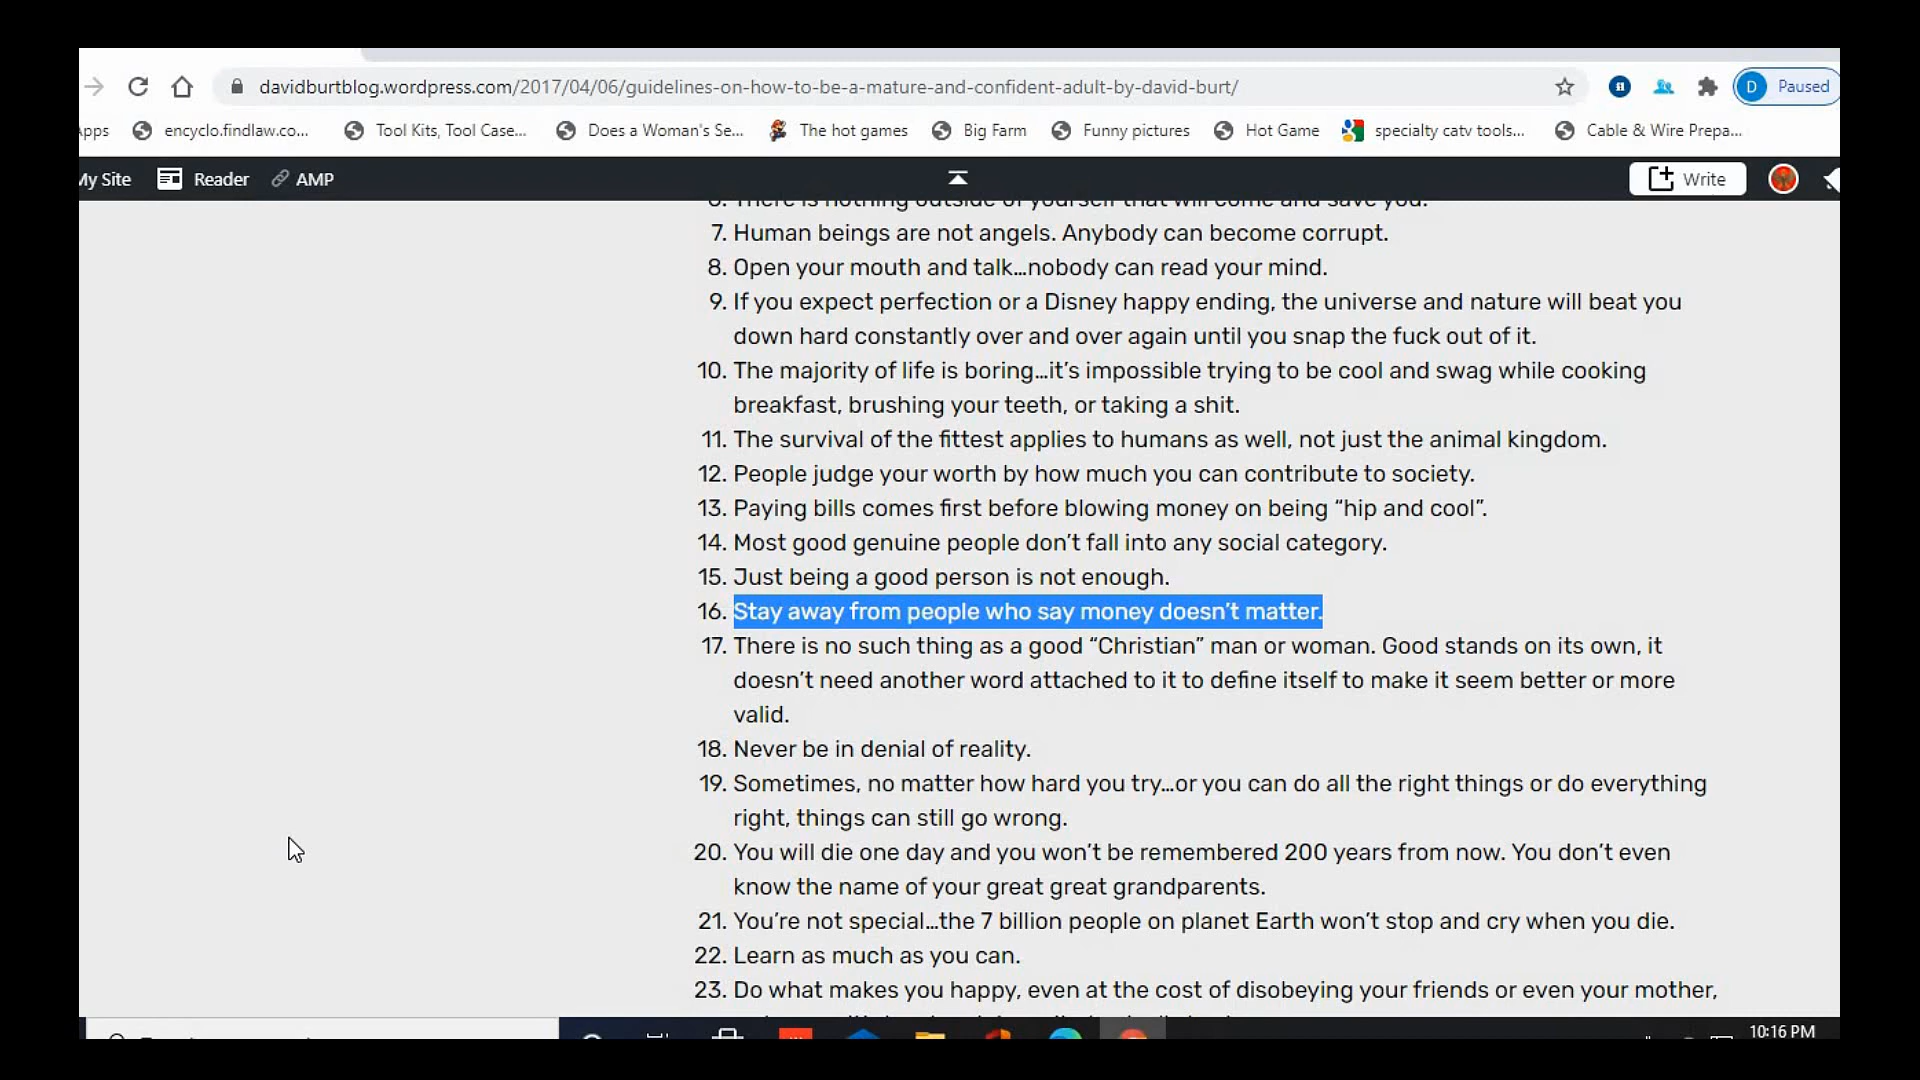 davidburtblog.wordpress.com/2017/04/06/guidelines-on-how-to-be-a-mature-and-confident-adult-by-david-burt/
D Paused
Apps encyclo.findlaw.co... Tool Kits, Tool Case... Does a Woman's Se... The hot games Big Farm Funny pictures Hot Game specialty catv tools... Cable & Wire Prepa...
My Site Reader AMP Write
6. There is nothing outside of yourself that will come and save you.
7. Human beings are not angels. Anybody can become corrupt.
8. Open your mouth and talk…nobody can read your mind.
9. If you expect perfection or a Disney happy ending, the universe and nature will beat you
down hard constantly over and over again until you snap the fuck out of it.
10. The majority of life is boring…it’s impossible trying to be cool and swag while cooking
breakfast, brushing your teeth, or taking a shit.
11. The survival of the fittest applies to humans as well, not just the animal kingdom.
12. People judge your worth by how much you can contribute to society.
13. Paying bills comes first before blowing money on being “hip and cool”.
14. Most good genuine people don’t fall into any social category.
15. Just being a good person is not enough.
16. Stay away from people who say money doesn’t matter.
17. There is no such thing as a good “Christian” man or woman. Good stands on its own, it
doesn’t need another word attached to it to define itself to make it seem better or more
valid.
18. Never be in denial of reality.
19. Sometimes, no matter how hard you try…or you can do all the right things or do everything
right, things can still go wrong.
20. You will die one day and you won’t be remembered 200 years from now. You don’t even
know the name of your great great grandparents.
21. You’re not special…the 7 billion people on planet Earth won’t stop and cry when you die.
22. Learn as much as you can.
23. Do what makes you happy, even at the cost of disobeying your friends or even your mother,
10:16 PM